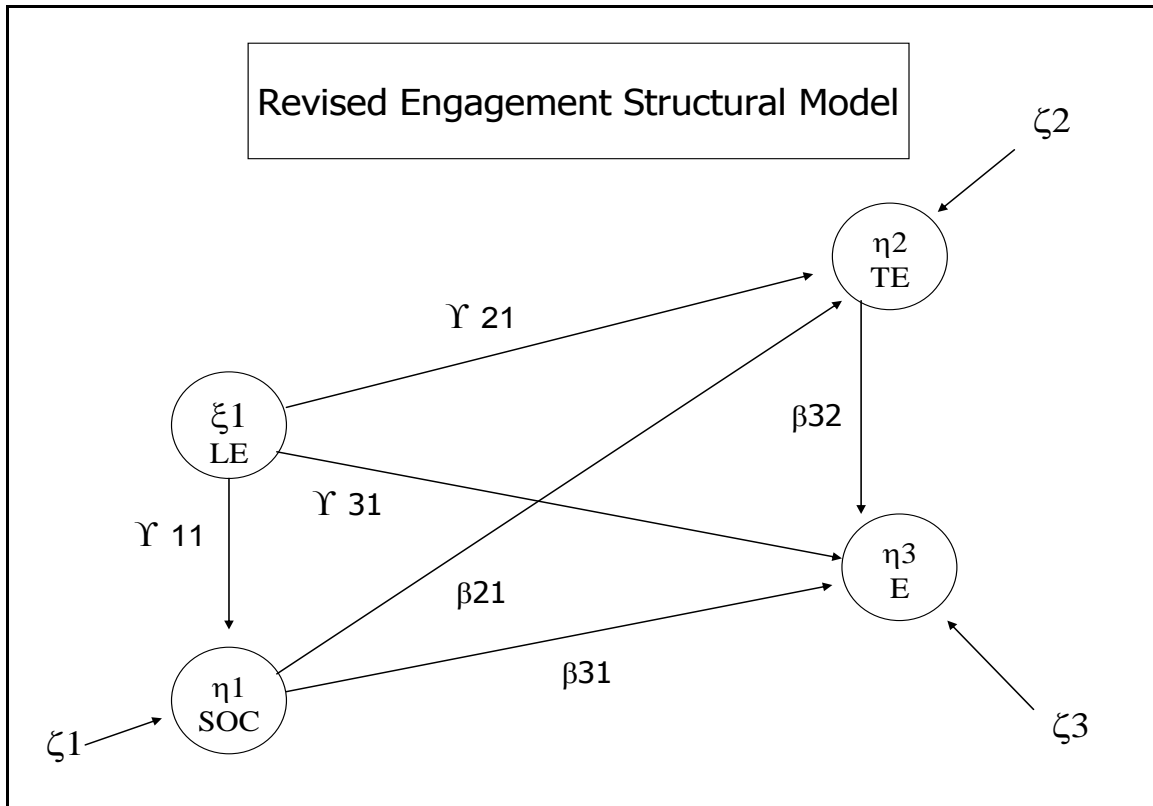 Revised Engagement Structural Model
ζ2
η2
TE
ϒ 21
ξ1
LE
β32
ϒ 31
ϒ 11
η3
E
β21
β31
η1
SOC
ζ1
ζ3